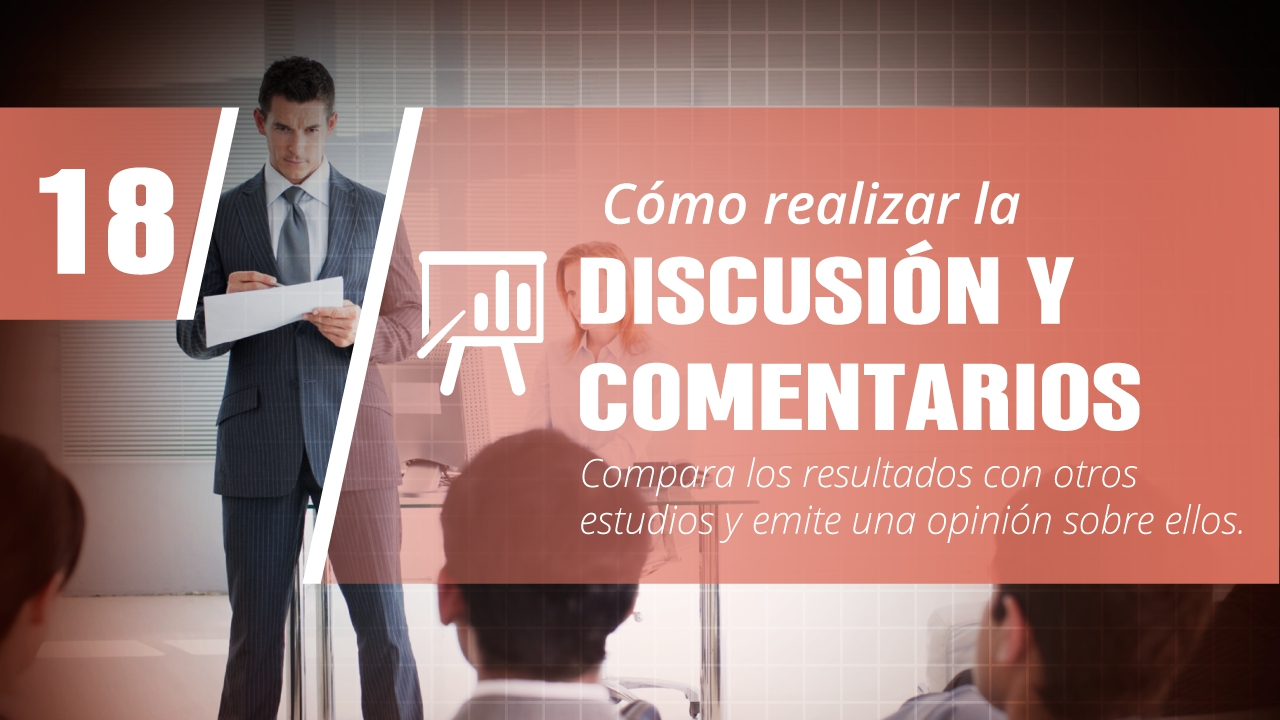 18
Cómo realizar la
DISCUSIÓN Y
COMENTARIOS
Compara los resultados con otros
estudios y emite una opinión sobre ellos.